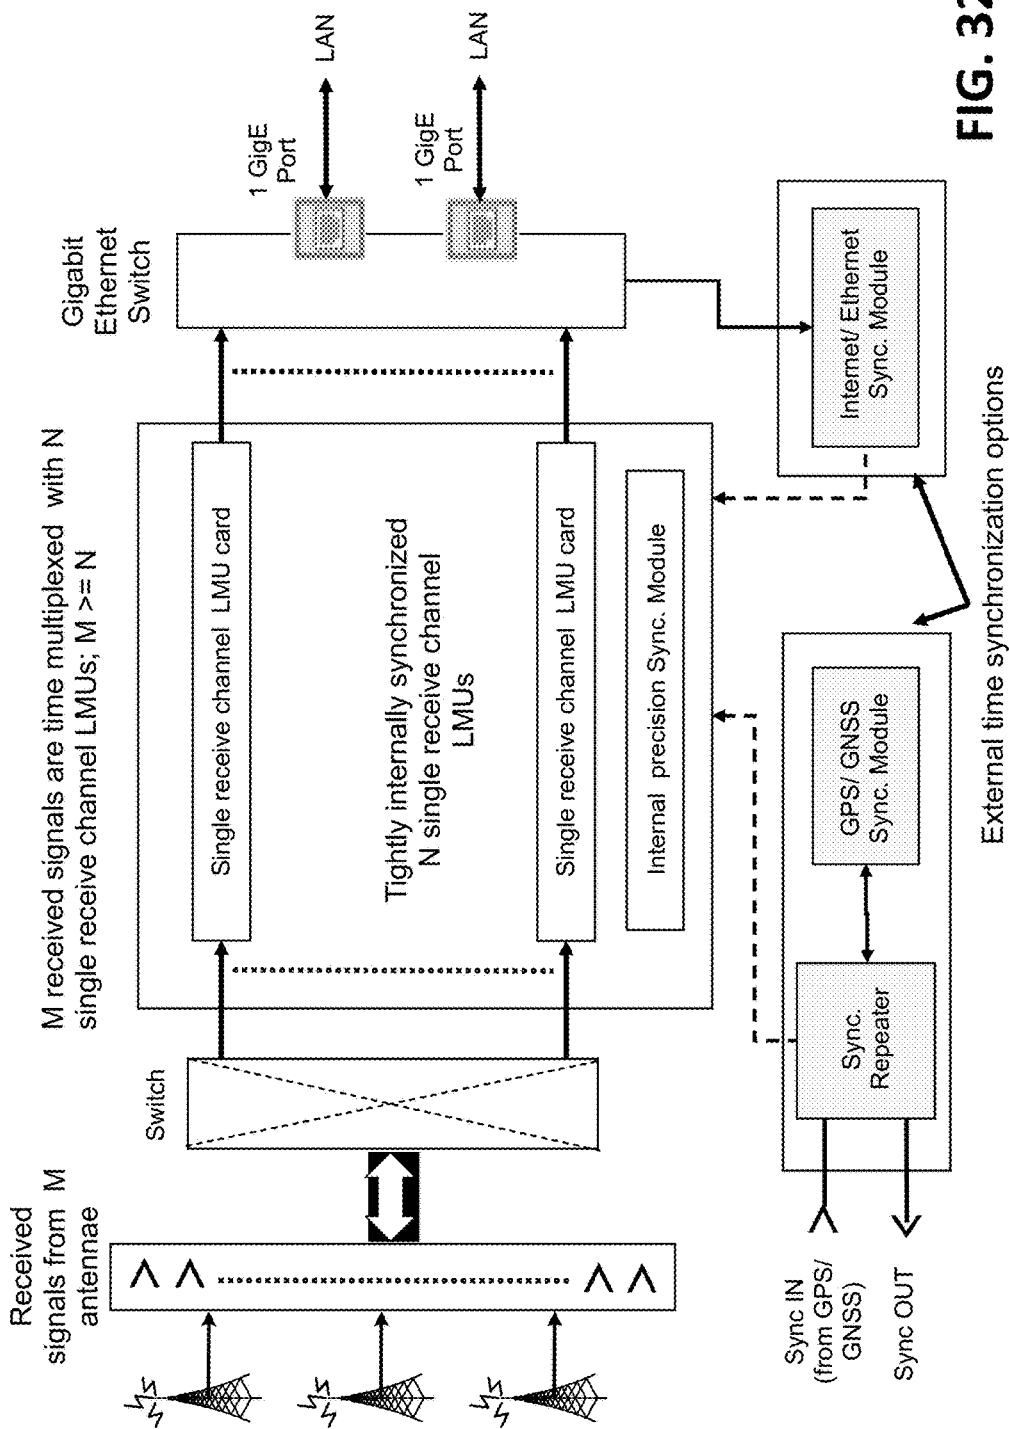 Received
signals from M
antennae
Switch
M received signals are time multiplexed with N
single receive channel LMUs; M >= N
Single receive channel LMU card
Tightly internally synchronized
N single receive channel
LMUs
Single receive channel LMU card
Internal precision Sync. Module
Gigabit
Ethernet
Switch
1 GigE
Port
LAN
1 GigE
Port
LAN
Sync IN
(from GPS/
GNSS)
Sync OUT
Sync.
Repeater
GPS/ GNSS
Sync. Module
Internet/ Ethernet
Sync. Module
External time synchronization options
FIG. 32